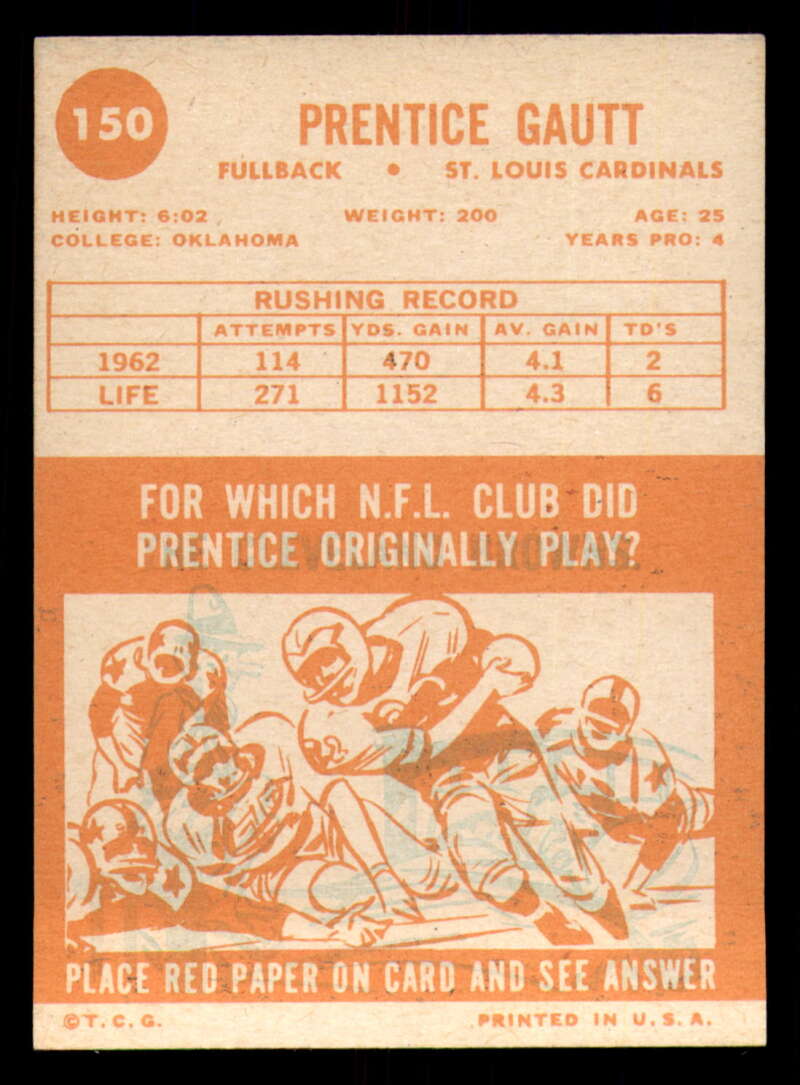 150
PRENTICE GAUTT
FULLBACK • ST. LOUIS CARDINALS
HEIGHT: 6:02 WEIGHT: 200 AGE: 25
COLLEGE: OKLAHOMA YEARS PRO: 4
RUSHING RECORD
ATTEMPTS YDS. GAIN AV. GAIN TD'S
1962 114 470 4.1 2
LIFE 271 1152 4.3 6
FOR WHICH N.F.L. CLUB DID
PRENTICE ORIGINALLY PLAY?
PLACE RED PAPER ON CARD AND SEE ANSWER
©T.C.G. PRINTED IN U.S.A.